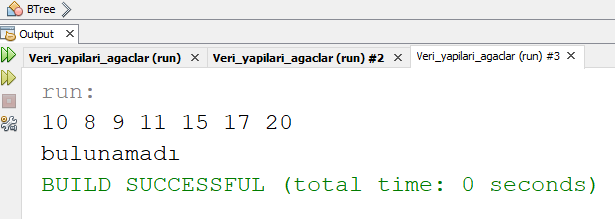 BTree
Output
Veri_yapilari_agaclar (run) Veri_yapilari_agaclar (run) #2 Veri_yapilari_agaclar (run) #3
run:
10 8 9 11 15 17 20
bulunamadı
BUILD SUCCESSFUL (total time: 0 seconds)